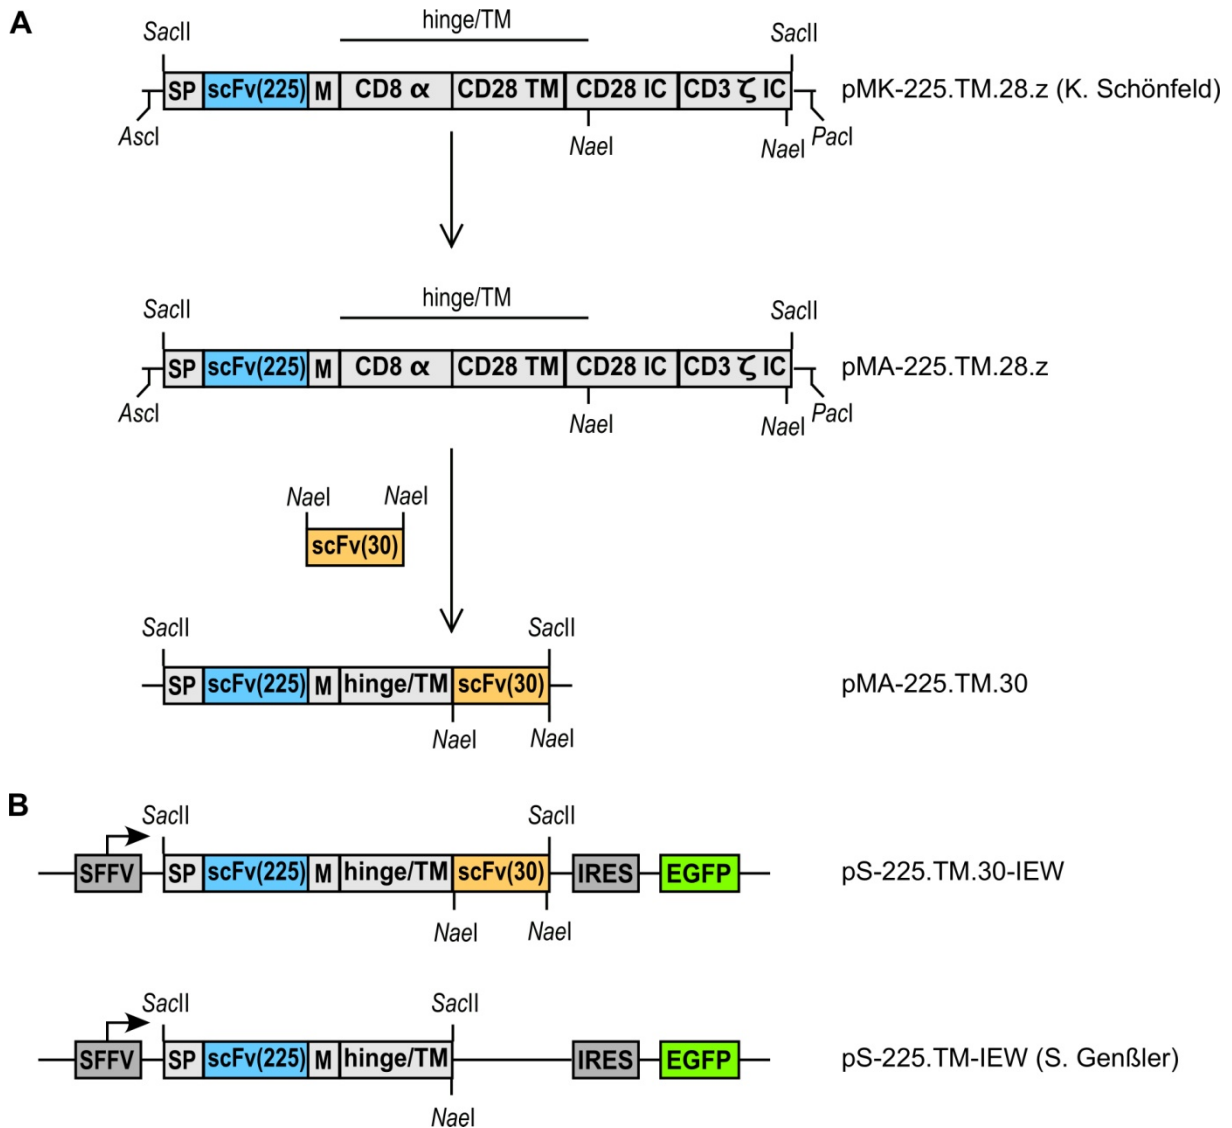 A
hinge/TM
SacII
SacII
SP scFv(225) M CD8 α CD28 TM CD28 IC CD3 ζ IC
pMK-225.TM.28.z (K. Schönfeld)
AscI
NaeI
NaeI
PacI
hinge/TM
SacII
SacII
SP scFv(225) M CD8 α CD28 TM CD28 IC CD3 ζ IC
pMA-225.TM.28.z
AscI
NaeI
NaeI
PacI
NaeI
NaeI
scFv(30)
SacII
SacII
SP scFv(225) M hinge/TM scFv(30)
pMA-225.TM.30
NaeI
NaeI
B
SacII
SacII
SFFV SP scFv(225) M hinge/TM scFv(30) IRES EGFP
pS-225.TM.30-IEW
NaeI
NaeI
SacII
SacII
SFFV SP scFv(225) M hinge/TM IRES EGFP
pS-225.TM-IEW (S. Genßler)
NaeI